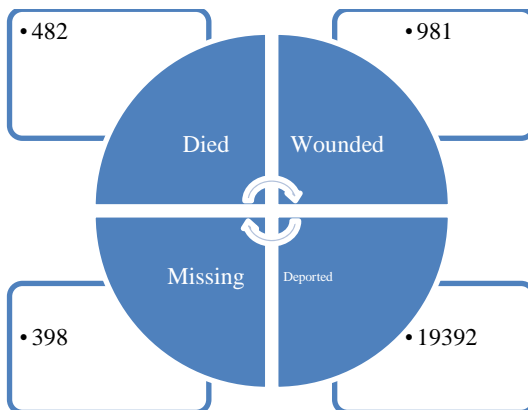 • 482
• 981
Died
Wounded
Missing
Deported
• 398
• 19392